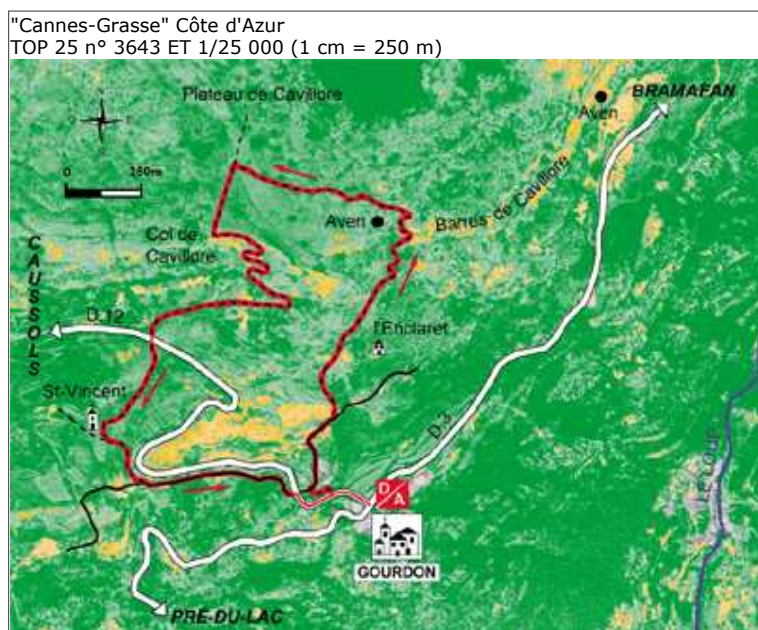 "Cannes-Grasse" Côte d'Azur
TOP 25 n° 3643 ET 1/25 000 (1 cm = 250 m)
Plateau de Cavillore
BRAMAFAN
Aven
0
Aven
Barres de Cavillore
Col de
Cavillore
CAUSSOLS
D.12
l'Enclaret
St-Vincent
D.3
LE LOUP
D/A
GOURDON
PRÉ-DU-LAC